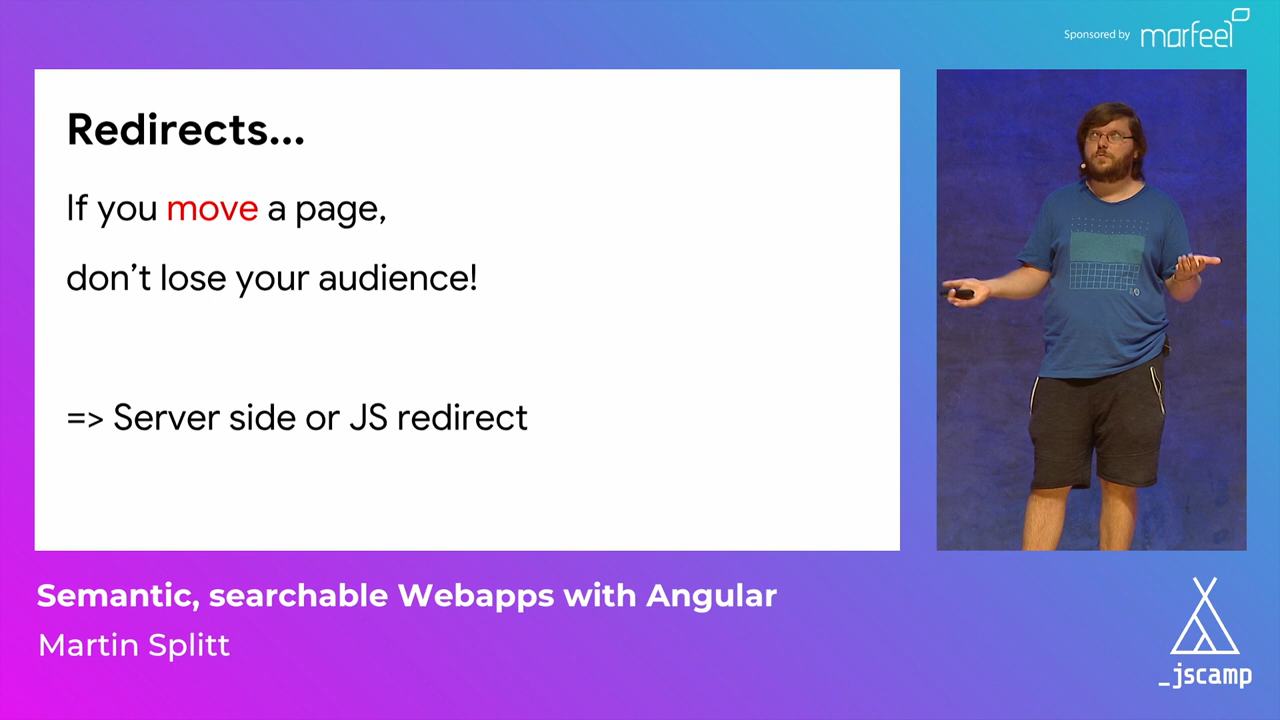 Sponsored by marfeel
Redirects...
If you move a page,
don’t lose your audience!
=> Server side or JS redirect
Semantic, searchable Webapps with Angular
Martin Splitt
_jscamp